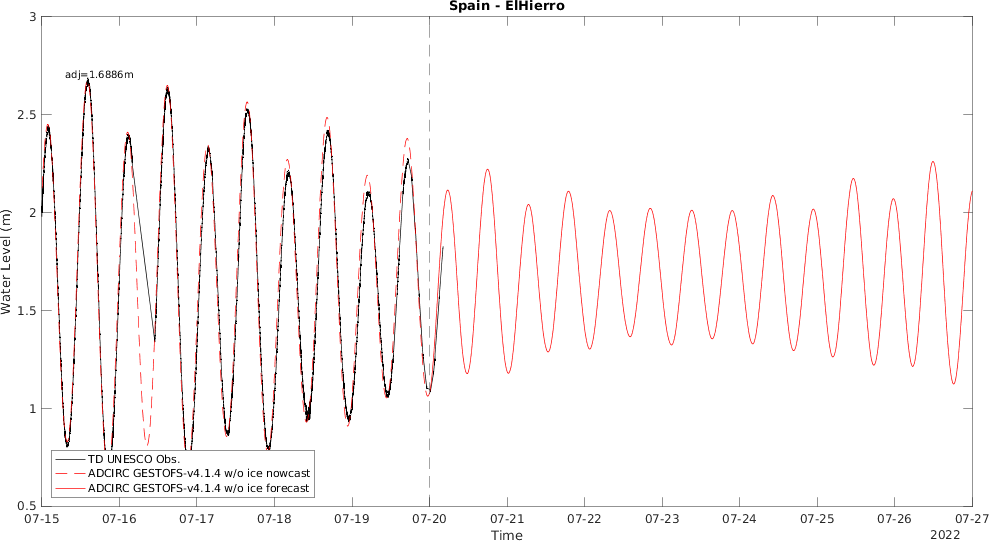 Spain - ElHierro
3
adj=1.6886m
2.5
2
Water Level (m)
1.5
1
TD UNESCO Obs.
ADCIRC GESTOFS-v4.1.4 w/o ice nowcast
ADCIRC GESTOFS-v4.1.4 w/o ice forecast
0.5
07-15 07-16 07-17 07-18 07-19 07-20 07-21 07-22 07-23 07-24 07-25 07-26 07-27
Time
2022